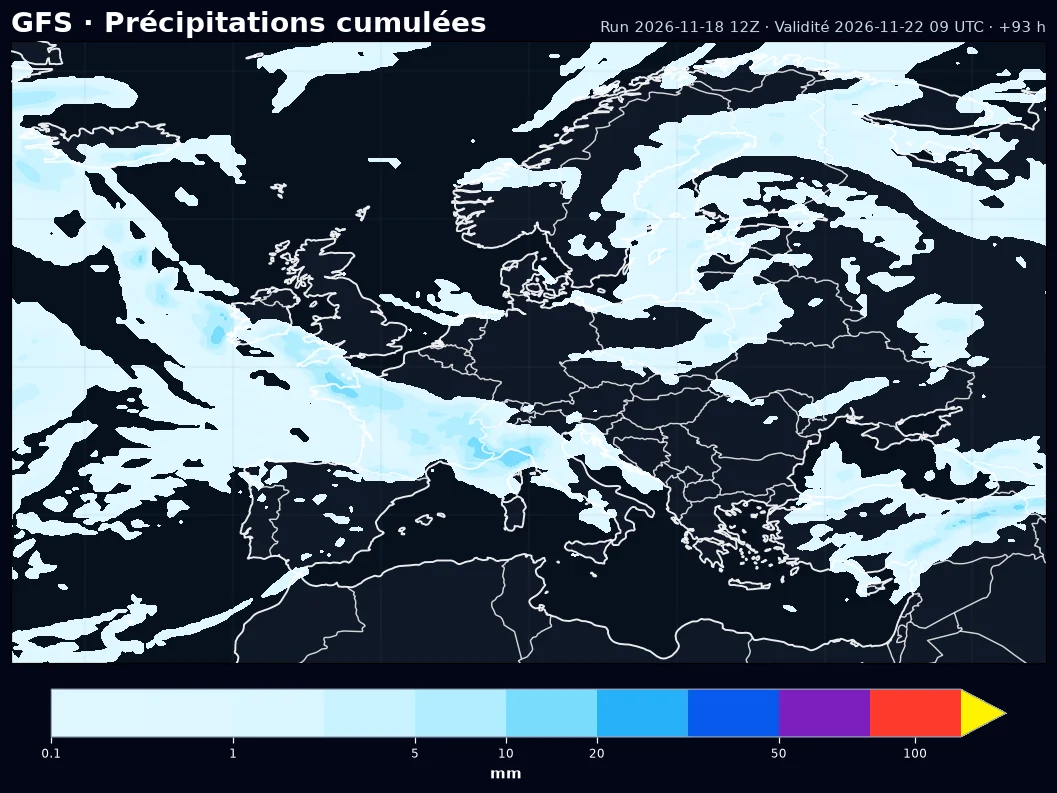 GFS · Précipitations cumulées
Run 2026-11-18 12Z · Validité 2026-11-22 09 UTC · +93 h
0.1 1 5 10 20 50 100
mm